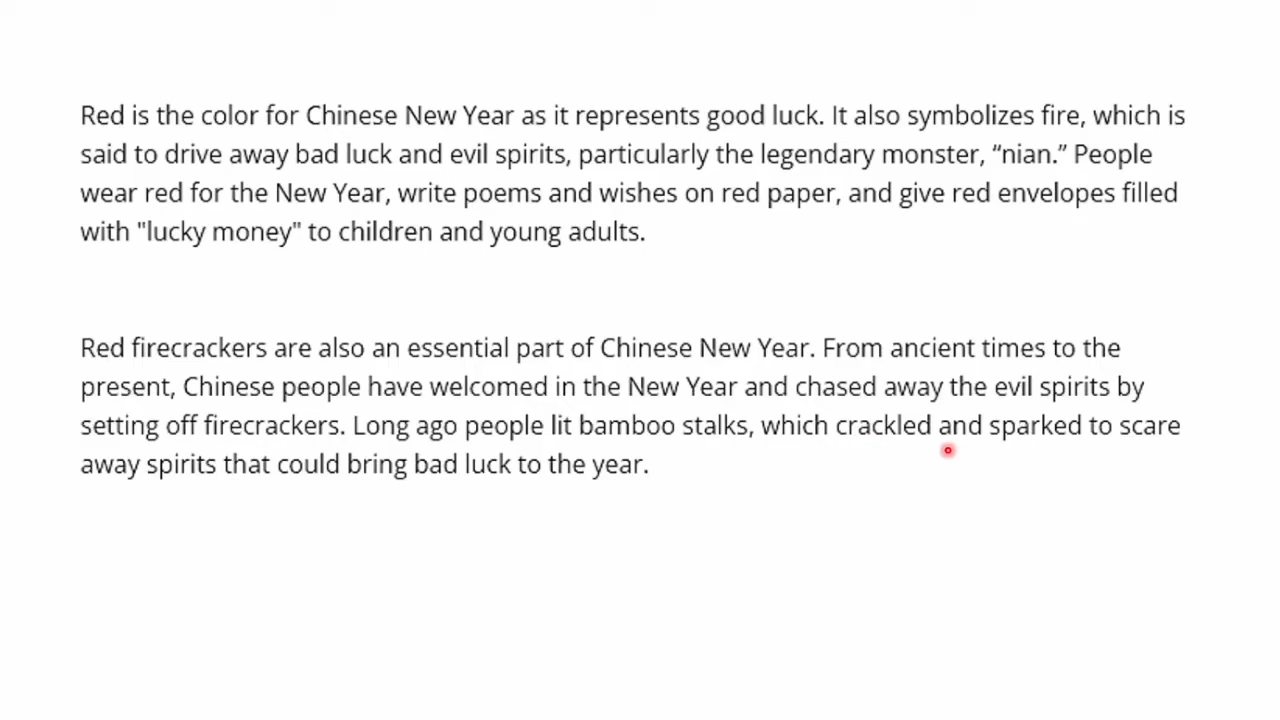 Red is the color for Chinese New Year as it represents good luck. It also symbolizes fire, which is
said to drive away bad luck and evil spirits, particularly the legendary monster, “nian.” People
wear red for the New Year, write poems and wishes on red paper, and give red envelopes filled
with "lucky money" to children and young adults.
Red firecrackers are also an essential part of Chinese New Year. From ancient times to the
present, Chinese people have welcomed in the New Year and chased away the evil spirits by
setting off firecrackers. Long ago people lit bamboo stalks, which crackled and sparked to scare
away spirits that could bring bad luck to the year.